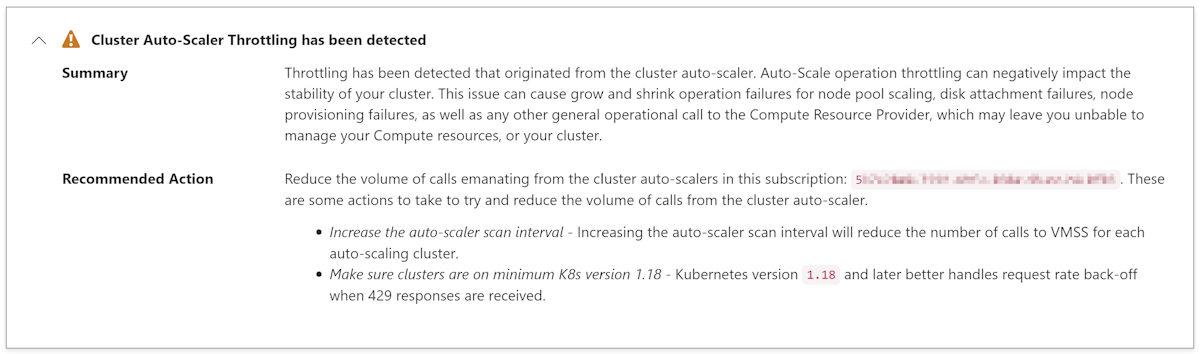 Cluster Auto-Scaler Throttling has been detected
Summary
Throttling has been detected that originated from the cluster auto-scaler. Auto-Scale operation throttling can negatively impact the
stability of your cluster. This issue can cause grow and shrink operation failures for node pool scaling, disk attachment failures, node
provisioning failures, as well as any other general operational call to the Compute Resource Provider, which may leave you unbable to
manage your Compute resources, or your cluster.
Recommended Action
Reduce the volume of calls emanating from the cluster auto-scalers in this subscription: . These
are some actions to take to try and reduce the volume of calls from the cluster auto-scaler.
• Increase the auto-scaler scan interval - Increasing the auto-scaler scan interval will reduce the number of calls to VMSS for each
auto-scaling cluster.
• Make sure clusters are on minimum K8s version 1.18 - Kubernetes version 1.18 and later better handles request rate back-off
when 429 responses are received.